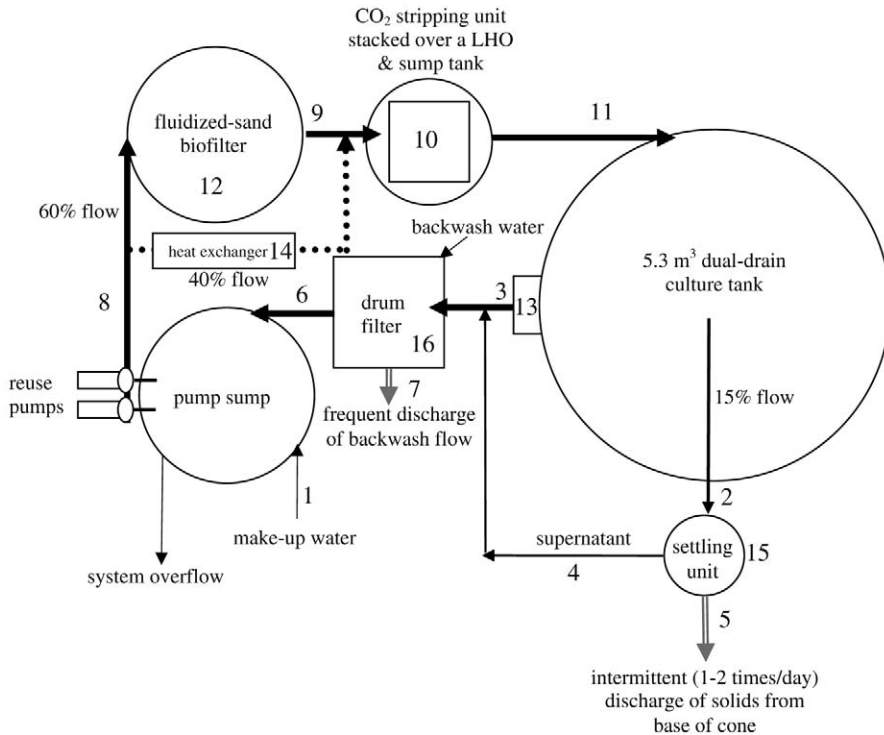 CO₂ stripping unit
stacked over a LHO
& sump tank
9
11
fluidized-sand
biofilter
10
12
60% flow
backwash water
heat exchanger 14
40% flow
5.3 m³ dual-drain
culture tank
8
6
3
13
drum
filter
16
reuse
pumps
pump sump
7
frequent discharge
of backwash flow
15% flow
1
2
make-up water
supernatant
settling
unit
15
4
system overflow
5
intermittent (1-2 times/day)
discharge of solids from
base of cone